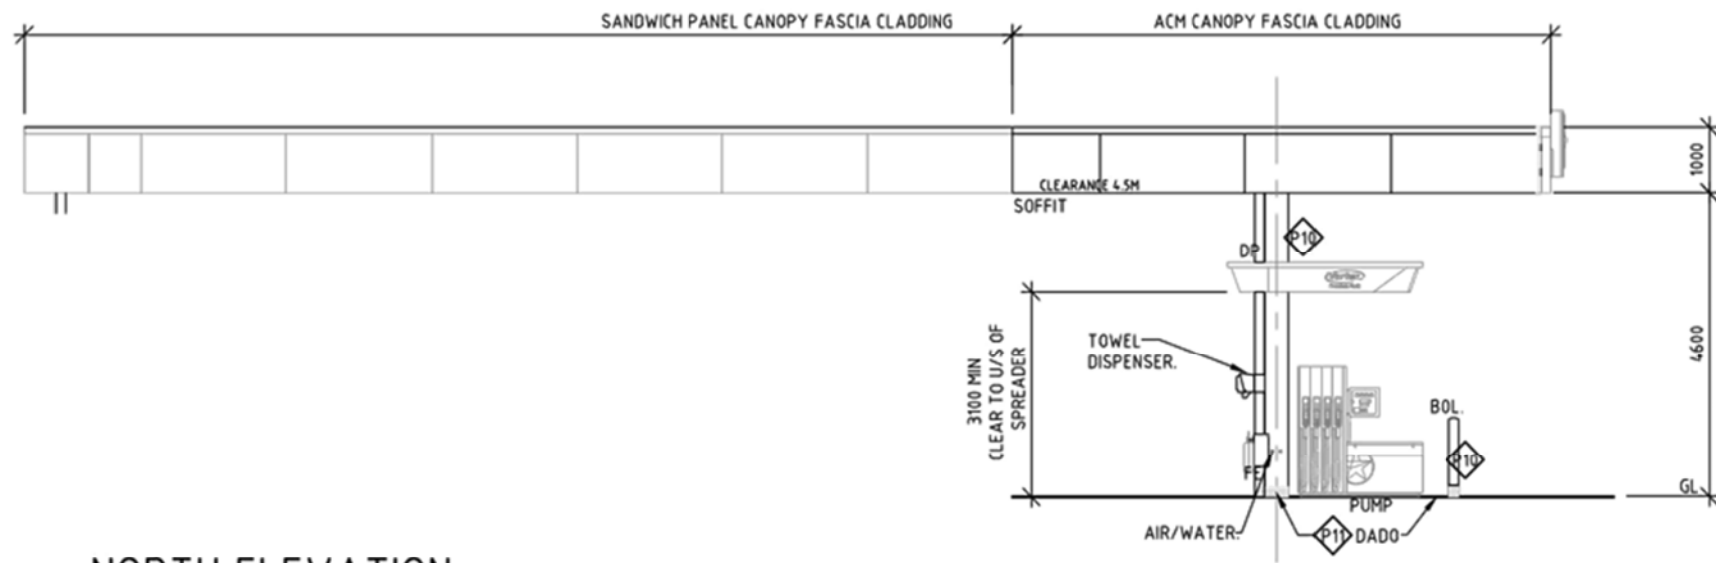 SANDWICH PANEL CANOPY FASCIA CLADDING
ACM CANOPY FASCIA CLADDING
1000
CLEARANCE 4.5M
SOFFIT
DP
P10
3100 MIN
CLEAR TO U/S OF
SPREADER
TOWEL
DISPENSER.
4600
BOL.
P10
FE
GL
PUMP
AIR/WATER.
P11
DADO
NORTH ELEVATION